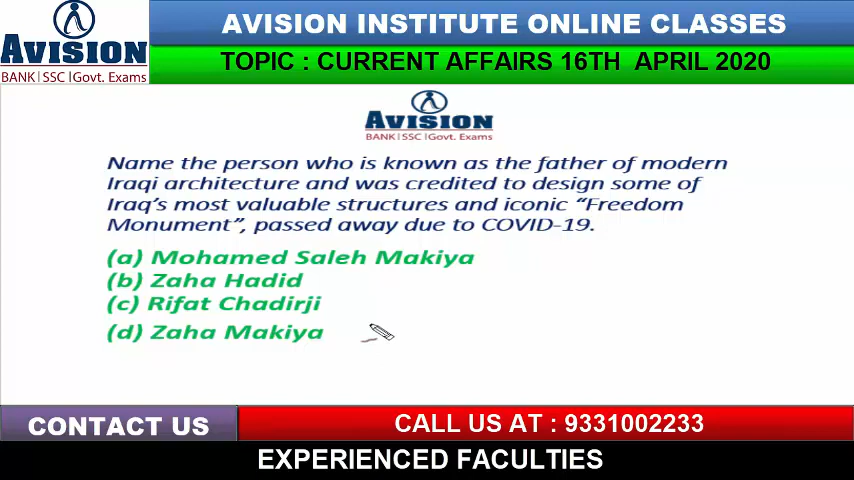 AVISION
BANK|SSC|Govt. Exams
AVISION INSTITUTE ONLINE CLASSES
TOPIC : CURRENT AFFAIRS 16TH APRIL 2020
AVISION
BANK|SSC|Govt. Exams
Name the person who is known as the father of modern
Iraqi architecture and was credited to design some of
Iraq's most valuable structures and iconic “Freedom
Monument”, passed away due to COVID-19.
(a) Mohamed Saleh Makiya
(b) Zaha Hadid
(c) Rifat Chadirji
(d) Zaha Makiya
CONTACT US
CALL US AT : 9331002233
EXPERIENCED FACULTIES